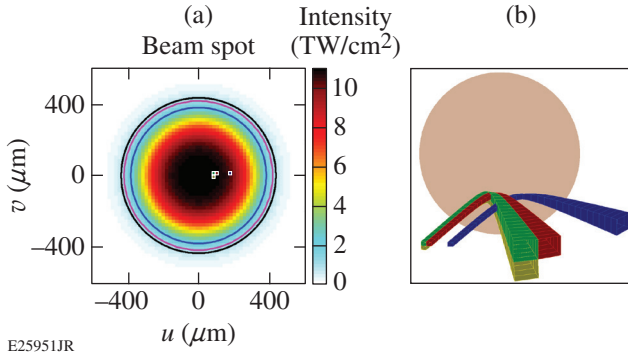 (a)
Beam spot
Intensity
(TW/cm²)
(b)
400
0
−400
v (μm)
−400
0
400
u (μm)
10
8
6
4
2
0
E25951JR